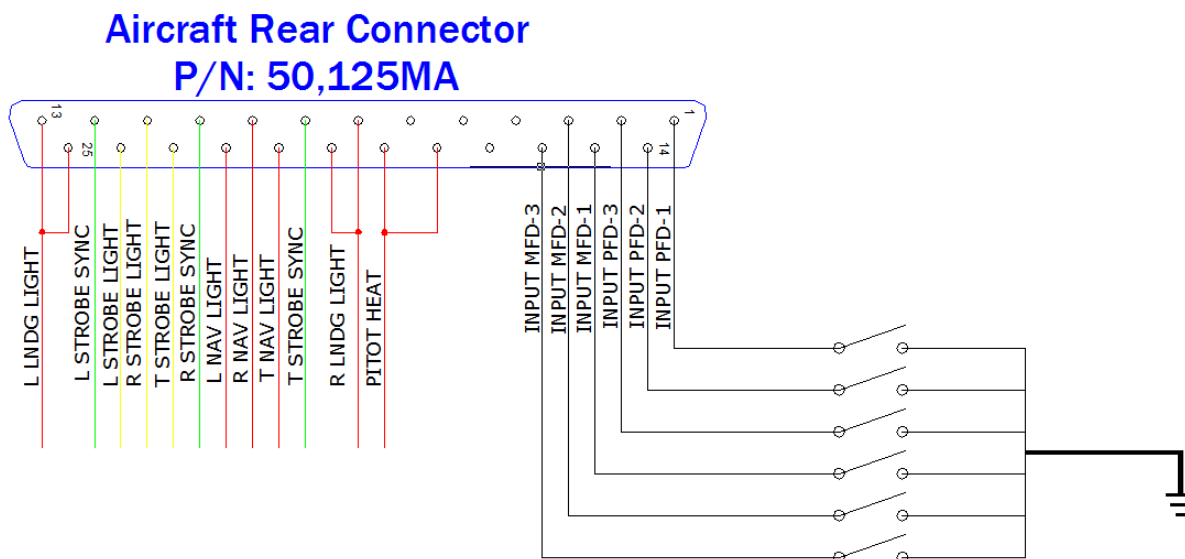 Aircraft Rear Connector
P/N: 50,125MA
13
1
25
14
L LNDG LIGHT
L STROBE SYNC
L STROBE LIGHT
R STROBE LIGHT
T STROBE LIGHT
R STROBE SYNC
L NAV LIGHT
R NAV LIGHT
T NAV LIGHT
T STROBE SYNC
R LNDG LIGHT
PITOT HEAT
INPUT MFD-3
INPUT MFD-2
INPUT MFD-1
INPUT PFD-3
INPUT PFD-2
INPUT PFD-1